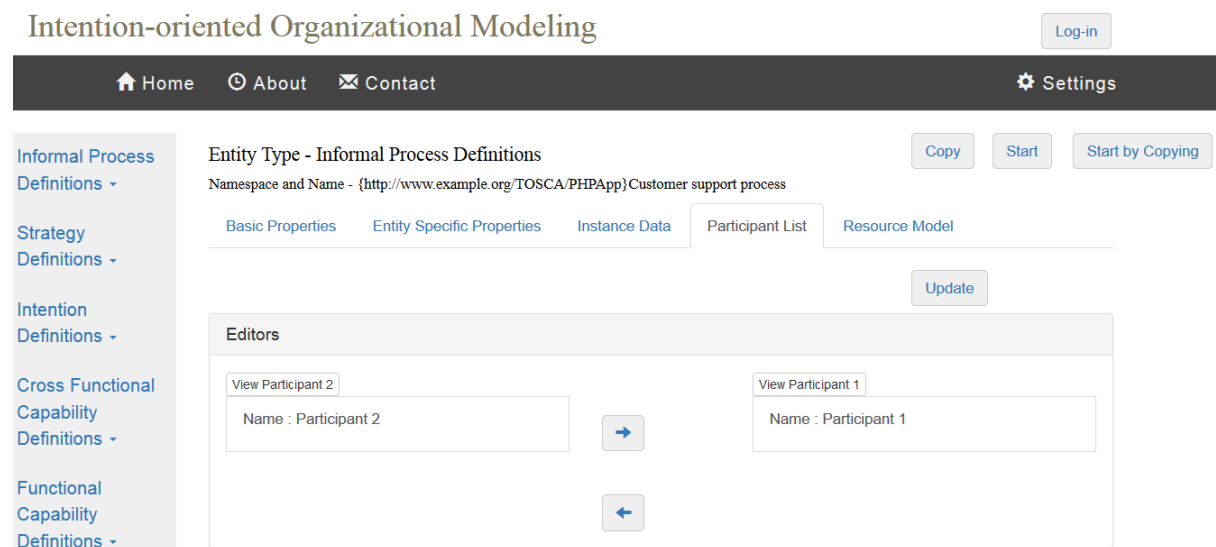 Intention-oriented Organizational Modeling
Log-in
Home About Contact Settings
Informal Process
Definitions
Strategy
Definitions
Intention
Definitions
Cross Functional
Capability
Definitions
Functional
Capability
Definitions
Entity Type - Informal Process Definitions
Copy Start Start by Copying
Namespace and Name - {http://www.example.org/TOSCA/PHPApp}Customer support process
Basic Properties Entity Specific Properties Instance Data Participant List Resource Model
Update
Editors
View Participant 2 View Participant 1
Name : Participant 2 Name : Participant 1